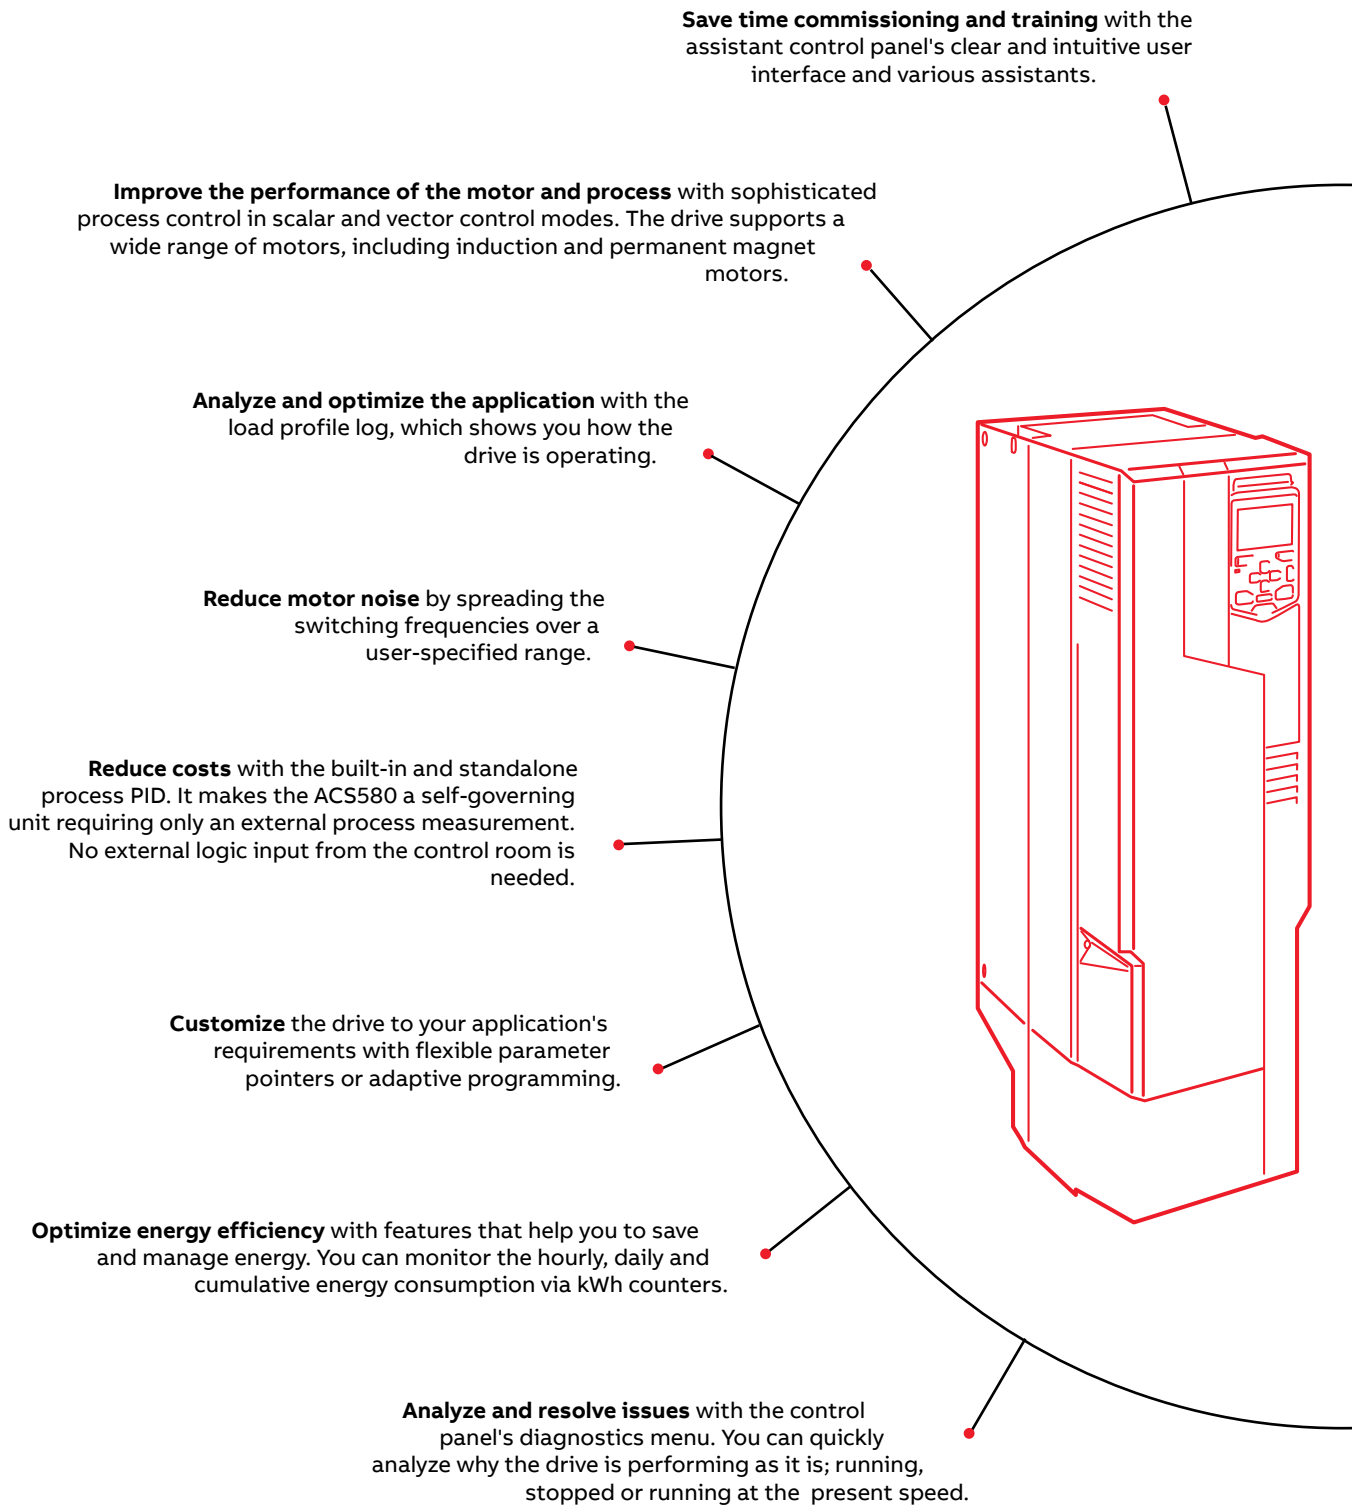 Save time commissioning and training with the
assistant control panel's clear and intuitive user
interface and various assistants.
Improve the performance of the motor and process with sophisticated
process control in scalar and vector control modes. The drive supports a
wide range of motors, including induction and permanent magnet
motors.
Analyze and optimize the application with the
load profile log, which shows you how the
drive is operating.
Reduce motor noise by spreading the
switching frequencies over a
user-specified range.
Reduce costs with the built-in and standalone
process PID. It makes the ACS580 a self-governing
unit requiring only an external process measurement.
No external logic input from the control room is
needed.
Customize the drive to your application's
requirements with flexible parameter
pointers or adaptive programming.
Optimize energy efficiency with features that help you to save
and manage energy. You can monitor the hourly, daily and
cumulative energy consumption via kWh counters.
Analyze and resolve issues with the control
panel's diagnostics menu. You can quickly
analyze why the drive is performing as it is; running,
stopped or running at the present speed.